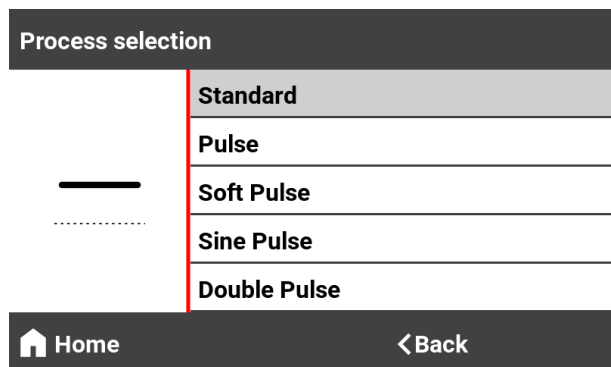 Process selection
Standard
Pulse
Soft Pulse
Sine Pulse
Double Pulse
Home
Back